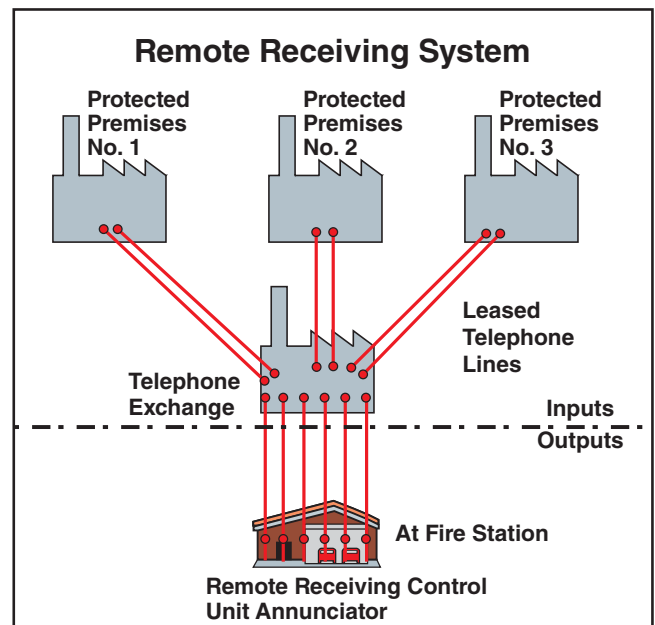 Remote Receiving System
Protected
Premises
No. 1
Protected
Premises
No. 2
Protected
Premises
No. 3
Leased
Telephone
Lines
Telephone
Exchange
Inputs
Outputs
At Fire Station
Remote Receiving Control
Unit Annunciator